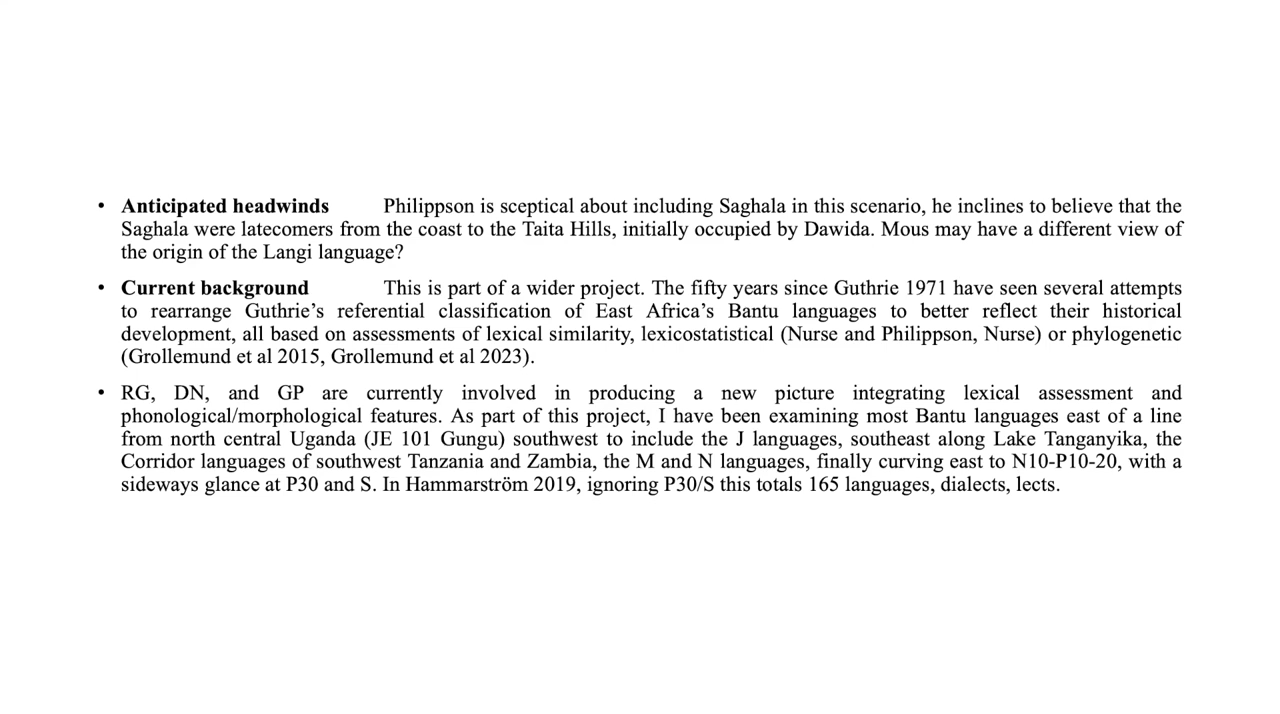 • Anticipated headwinds Philippson is sceptical about including Saghala in this scenario, he inclines to believe that the
Saghala were latecomers from the coast to the Taita Hills, initially occupied by Dawida. Mous may have a different view of
the origin of the Langi language?
• Current background This is part of a wider project. The fifty years since Guthrie 1971 have seen several attempts
to rearrange Guthrie’s referential classification of East Africa’s Bantu languages to better reflect their historical
development, all based on assessments of lexical similarity, lexicostatistical (Nurse and Philippson, Nurse) or phylogenetic
(Grollemund et al 2015, Grollemund et al 2023).
• RG, DN, and GP are currently involved in producing a new picture integrating lexical assessment and
phonological/morphological features. As part of this project, I have been examining most Bantu languages east of a line
from north central Uganda (JE 101 Gungu) southwest to include the J languages, southeast along Lake Tanganyika, the
Corridor languages of southwest Tanzania and Zambia, the M and N languages, finally curving east to N10-P10-20, with a
sideways glance at P30 and S. In Hammarström 2019, ignoring P30/S this totals 165 languages, dialects, lects.